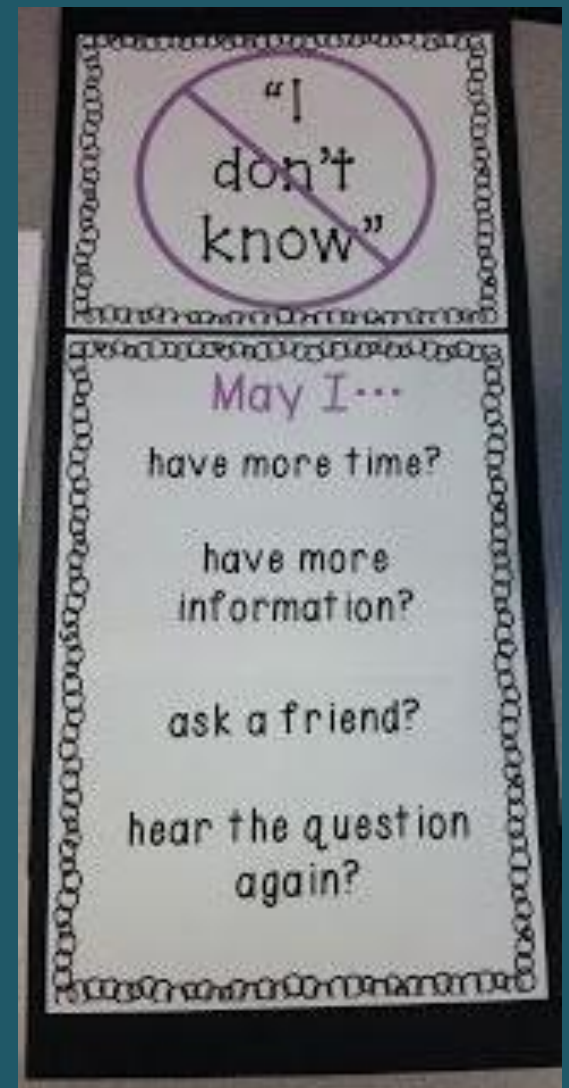 “I
don’t
know”
May I...
have more time?
have more
information?
ask a friend?
hear the question
again?